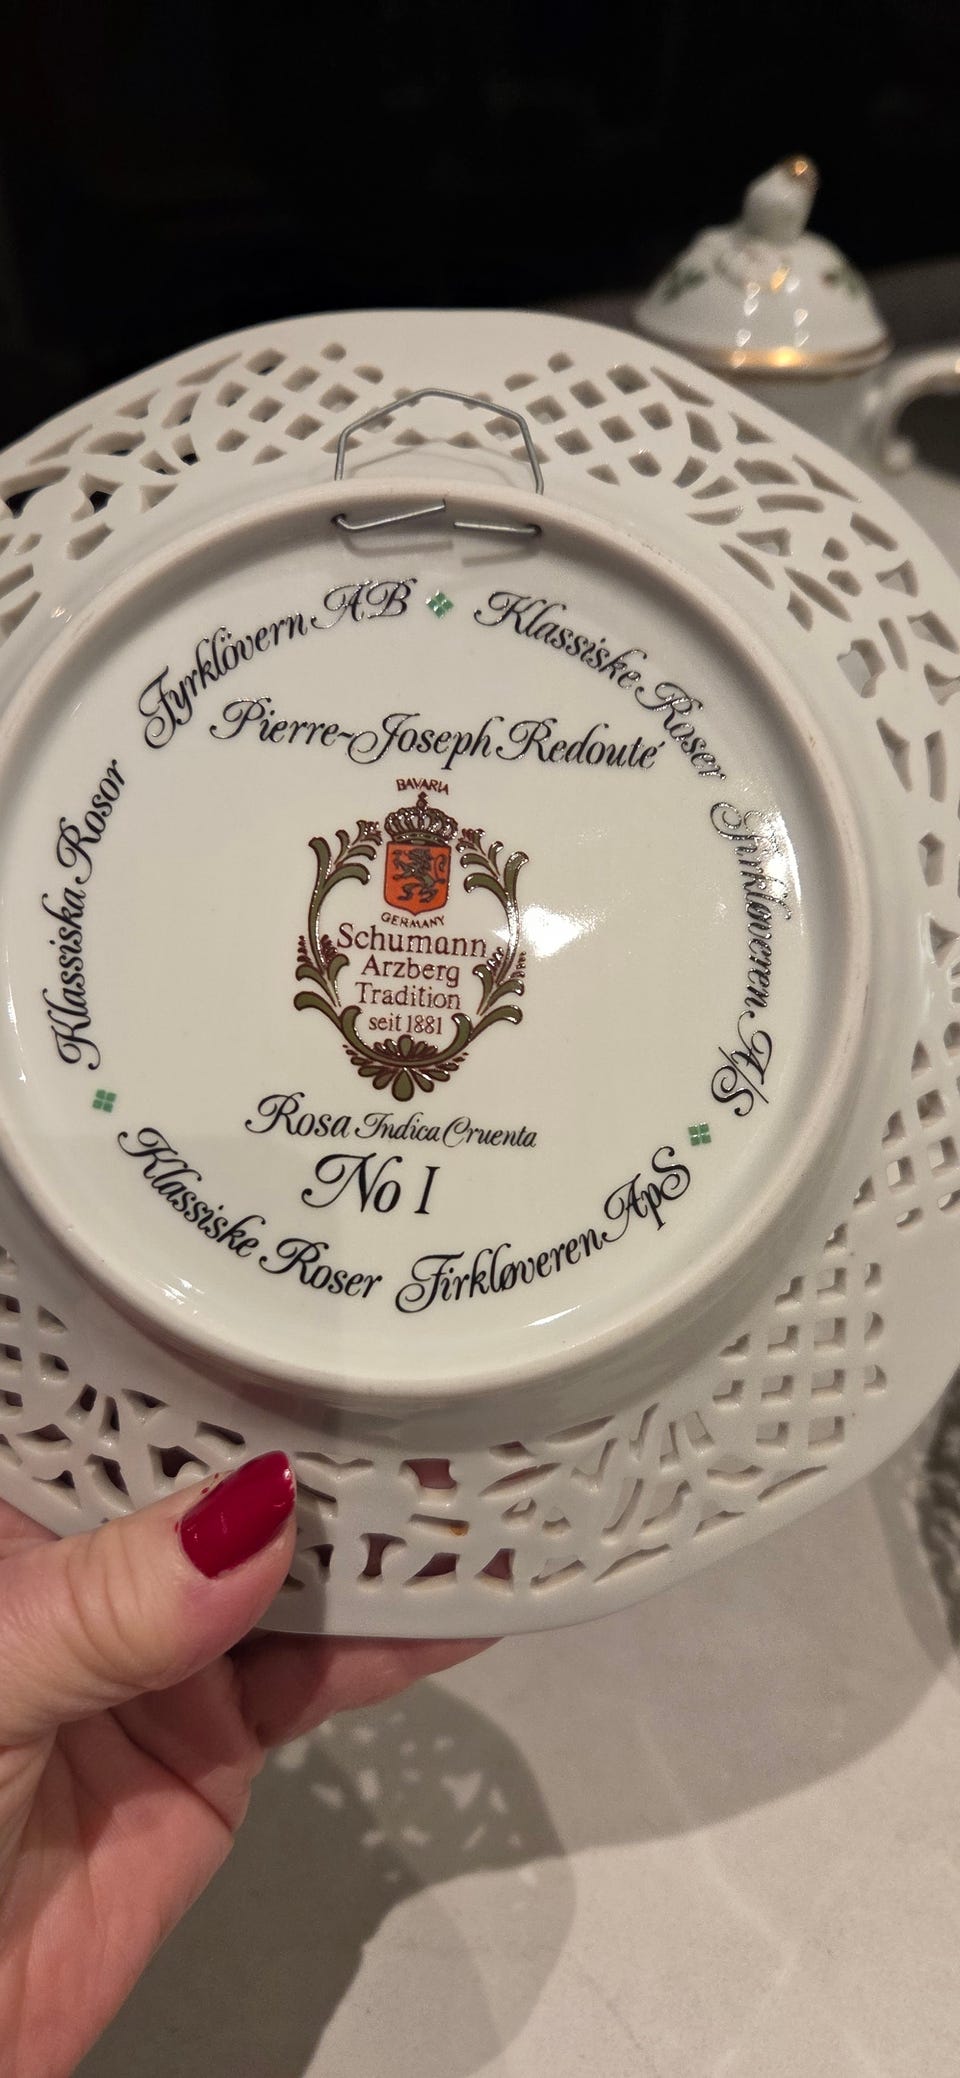 Klassiska Rosor Fyrklövern AB
Klassiske Roser Firkløveren A/S
Klassiske Roser Firkløveren ApS
Pierre-Joseph Redouté
BAVARIA
GERMANY
Schumann
Arzberg
Tradition
seit 1881
Rosa Indica Cruenta
No I